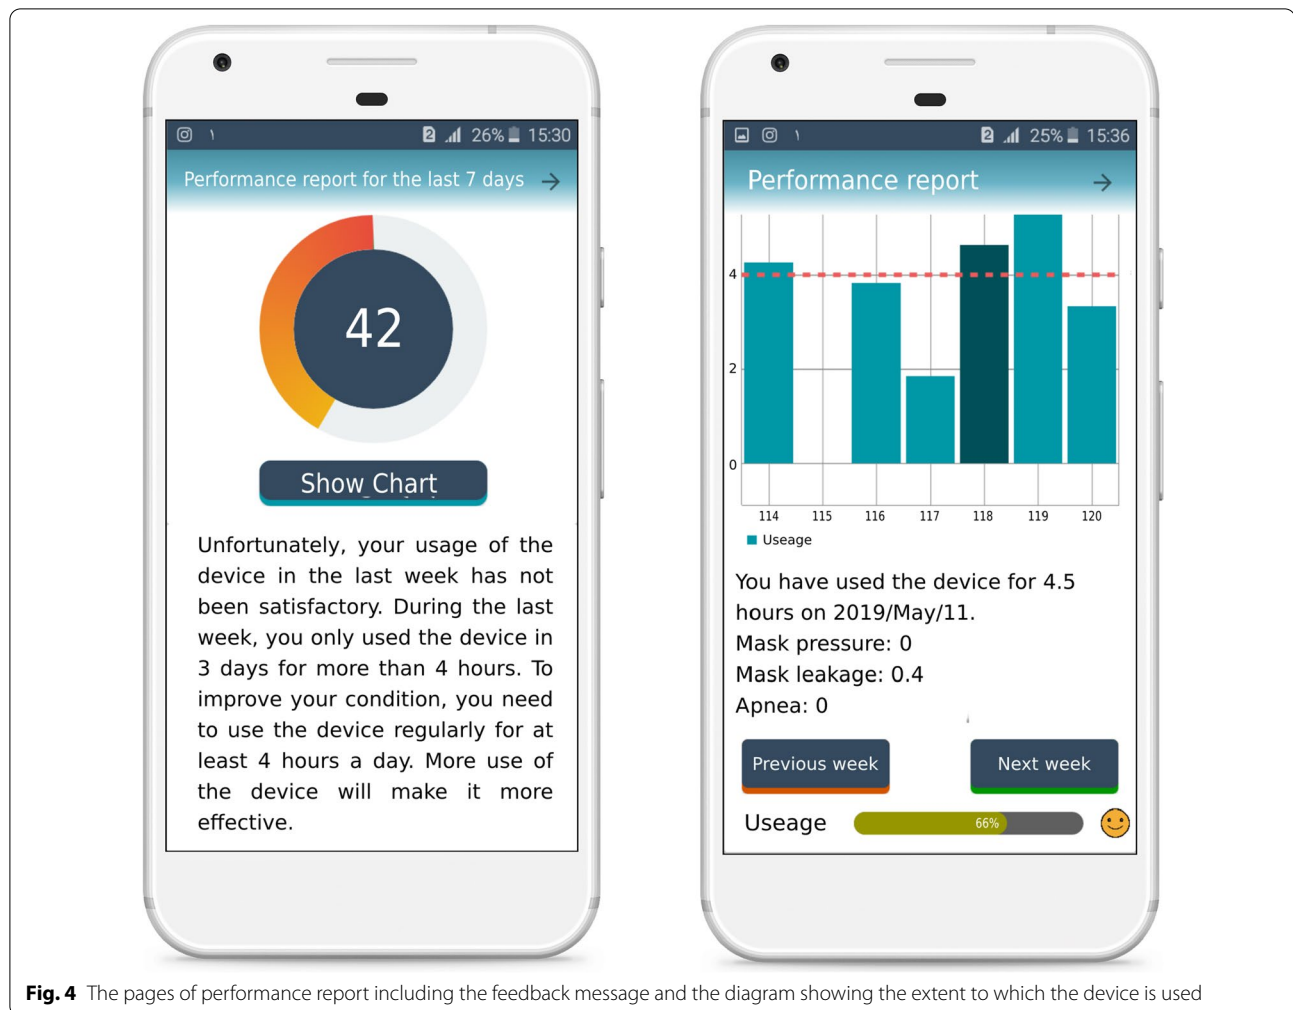 26% 15:30
Performance report for the last 7 days
42
Show Chart
Unfortunately, your usage of the
device in the last week has not
been satisfactory. During the last
week, you only used the device in
3 days for more than 4 hours. To
improve your condition, you need
to use the device regularly for at
least 4 hours a day. More use of
the device will make it more
effective.
2 25% 15:36
Performance report
4
2
0
114 115 116 117 118 119 120
Useage
You have used the device for 4.5
hours on 2019/May/11.
Mask pressure: 0
Mask leakage: 0.4
Apnea: 0
Previous week Next week
Useage 66%
Fig. 4 The pages of performance report including the feedback message and the diagram showing the extent to which the device is used